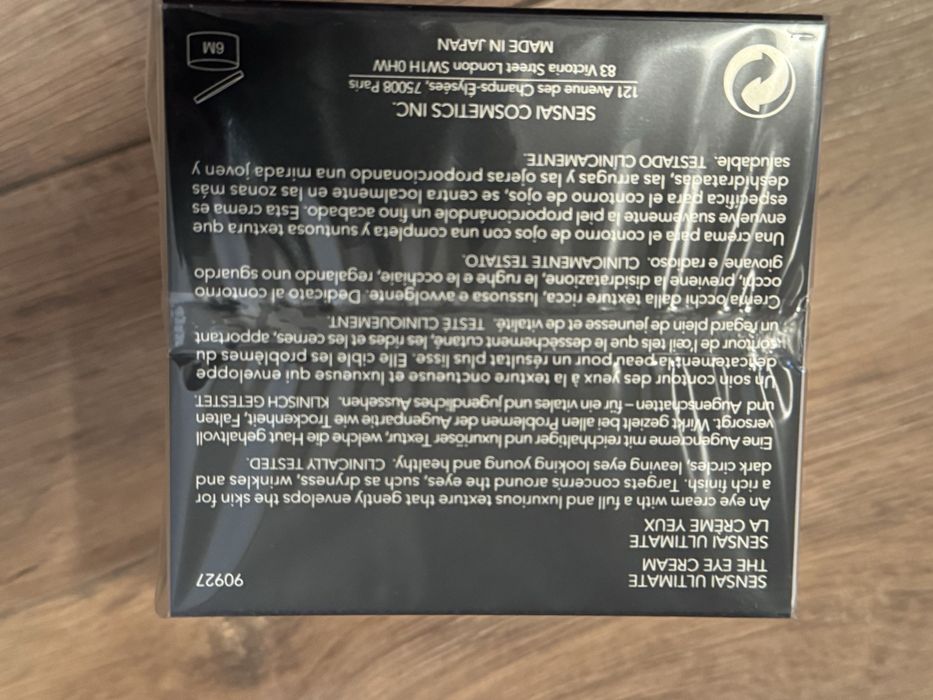 SENSAI ULTIMATE
THE EYE CREAM
90927
SENSAI ULTIMATE
LA CRÈME YEUX
An eye cream with a full and luxurious texture that gently envelops the skin for
a rich finish. Targets concerns around the eyes, such as dryness, wrinkles and
dark circles, leaving eyes looking young and healthy. CLINICALLY TESTED.
Eine Augencreme mit reichhaltiger und luxuriöser Textur, welche die Haut gehaltvoll
versorgt. Wirkt gezielt bei allen Problemen der Augenpartie wie Trockenheit, Falten
und Augenschatten – für ein vitales und jugendliches Aussehen. KLINISCH GETESTET.
Un soin contour des yeux à la texture onctueuse et luxueuse qui enveloppe
délicatement la peau pour un résultat plus lisse. Elle cible les problèmes du
contour de l'œil tels que le dessèchement cutané, les rides et les cernes, apportant
un regard plein de jeunesse et de vitalité. TESTÉ CLINIQUEMENT.
Crema occhi dalla texture ricca, lussuosa e avvolgente. Dedicato al contorno
occhi, previene la disidratazione, le rughe e le occhiaie, regalando uno sguardo
giovane e radioso. CLINICAMENTE TESTATO.
Una crema para el contorno de ojos con una completa y suntuosa textura que
envuelve suavemente la piel proporcionándole un fino acabado. Esta crema es
específica para el contorno de ojos, se centra localmente en las zonas más
deshidratadas, las arrugas y las ojeras proporcionando una mirada joven y
saludable. TESTADO CLÍNICAMENTE.
SENSAI COSMETICS INC.
121 Avenue des Champs-Élysées, 75008 Paris
83 Victoria Street London SW1H 0HW
MADE IN JAPAN
6M